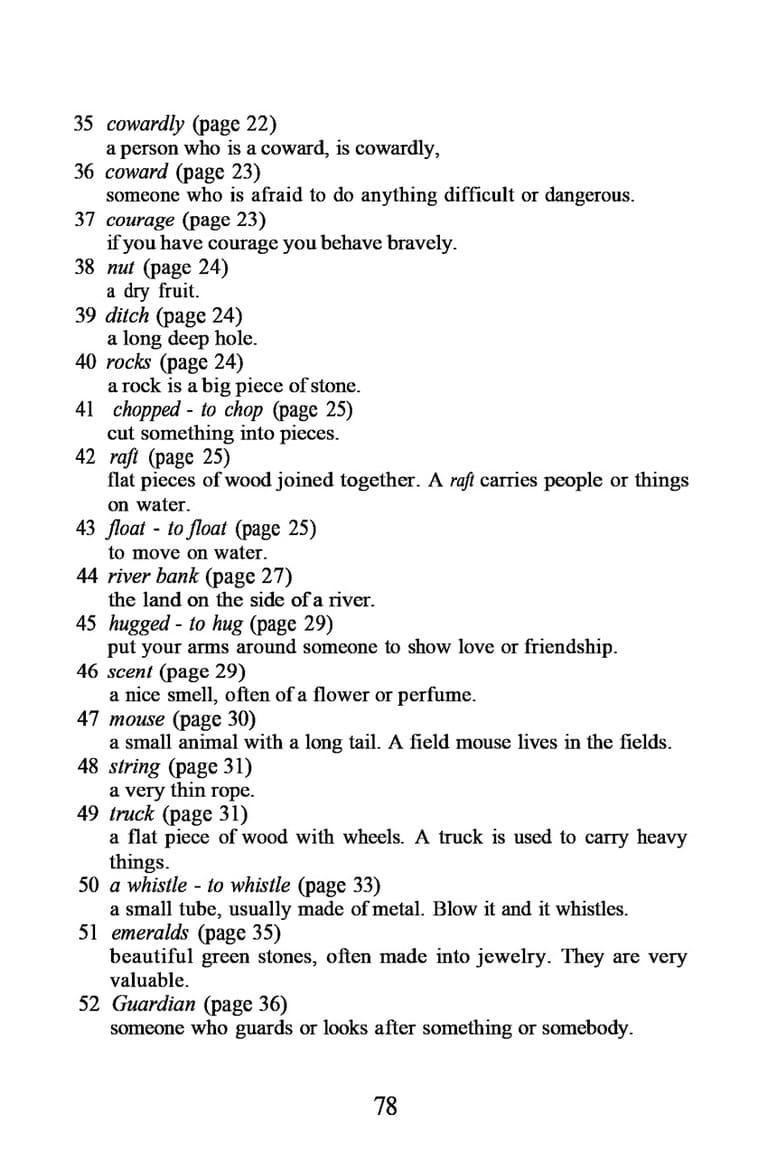 35 cowardly (page 22)
a person who is a coward, is cowardly,
36 coward (page 23)
someone who is afraid to do anything difficult or dangerous.
37 courage (page 23)
if you have courage you behave bravely.
38 nut (page 24)
a dry fruit.
39 ditch (page 24)
a long deep hole.
40 rocks (page 24)
a rock is a big piece of stone.
41 chopped - to chop (page 25)
cut something into pieces.
42 raft (page 25)
flat pieces of wood joined together. A raft carries people or things
on water.
43 float - to float (page 25)
to move on water.
44 river bank (page 27)
the land on the side of a river.
45 hugged - to hug (page 29)
put your arms around someone to show love or friendship.
46 scent (page 29)
a nice smell, often of a flower or perfume.
47 mouse (page 30)
a small animal with a long tail. A field mouse lives in the fields.
48 string (page 31)
a very thin rope.
49 truck (page 31)
a flat piece of wood with wheels. A truck is used to carry heavy
things.
50 a whistle - to whistle (page 33)
a small tube, usually made of metal. Blow it and it whistles.
51 emeralds (page 35)
beautiful green stones, often made into jewelry. They are very
valuable.
52 Guardian (page 36)
someone who guards or looks after something or somebody.
78